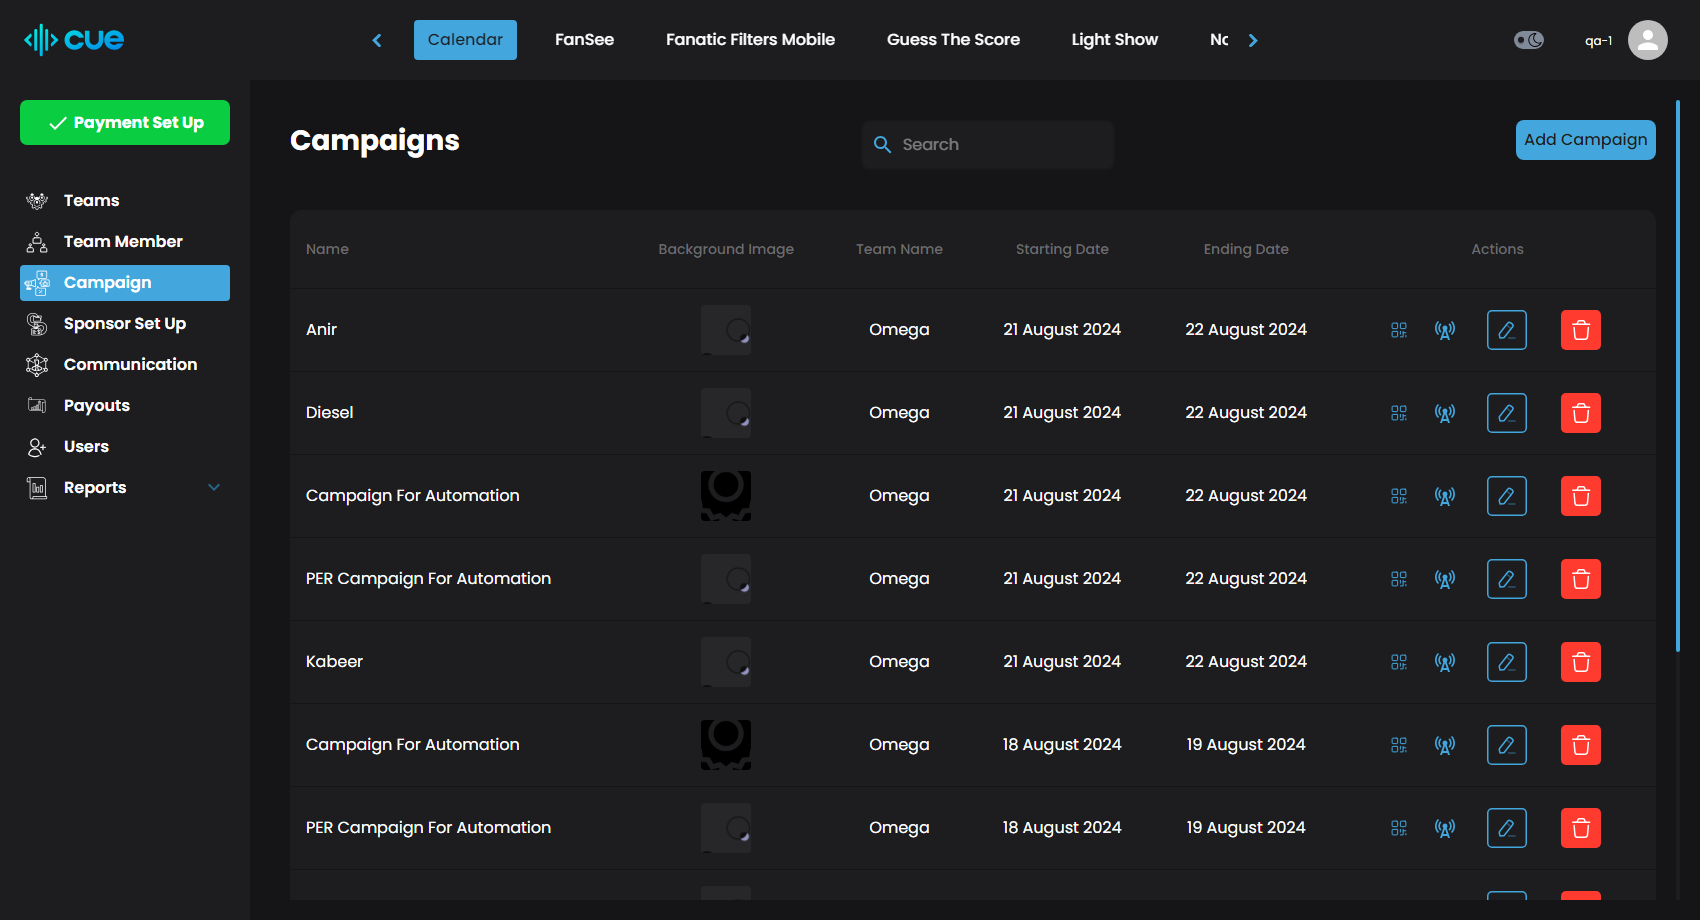 cue
Calendar
FanSee
Fanatic Filters Mobile
Guess The Score
Light Show
qa-1
Payment Set Up
Teams
Team Member
Campaign
Sponsor Set Up
Communication
Payouts
Users
Reports
Campaigns
Search
Add Campaign
Name Background Image Team Name Starting Date Ending Date Actions
Anir Omega 21 August 2024 22 August 2024
Diesel Omega 21 August 2024 22 August 2024
Campaign For Automation Omega 21 August 2024 22 August 2024
PER Campaign For Automation Omega 21 August 2024 22 August 2024
Kabeer Omega 21 August 2024 22 August 2024
Campaign For Automation Omega 18 August 2024 19 August 2024
PER Campaign For Automation Omega 18 August 2024 19 August 2024